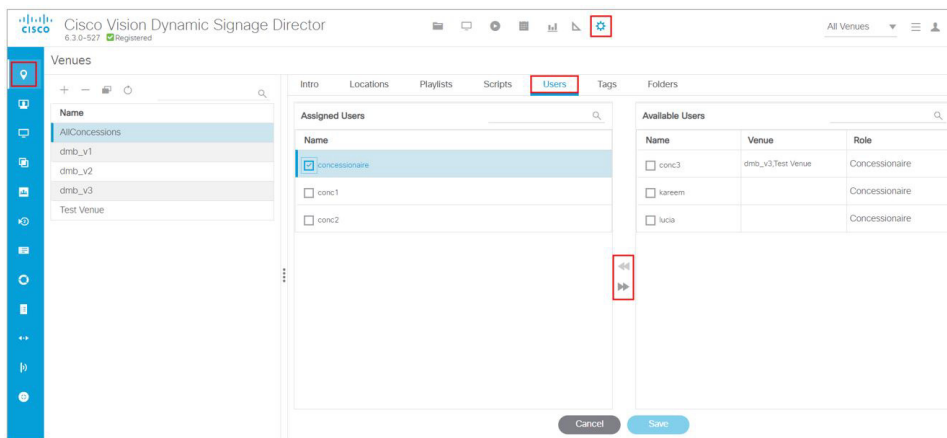 CISCO
Cisco Vision Dynamic Signage Director
6.3.0-527 Registered
All Venues
Venues
Intro Locations Playlists Scripts Users Tags Folders
Name
AllConcessions
dmb_v1
dmb_v2
dmb_v3
Test Venue
Assigned Users
Name
concessionaire
conc1
conc2
Available Users
Name Venue Role
conc3 dmb_v3,Test Venue Concessionaire
kareem Concessionaire
lucia Concessionaire
Cancel Save